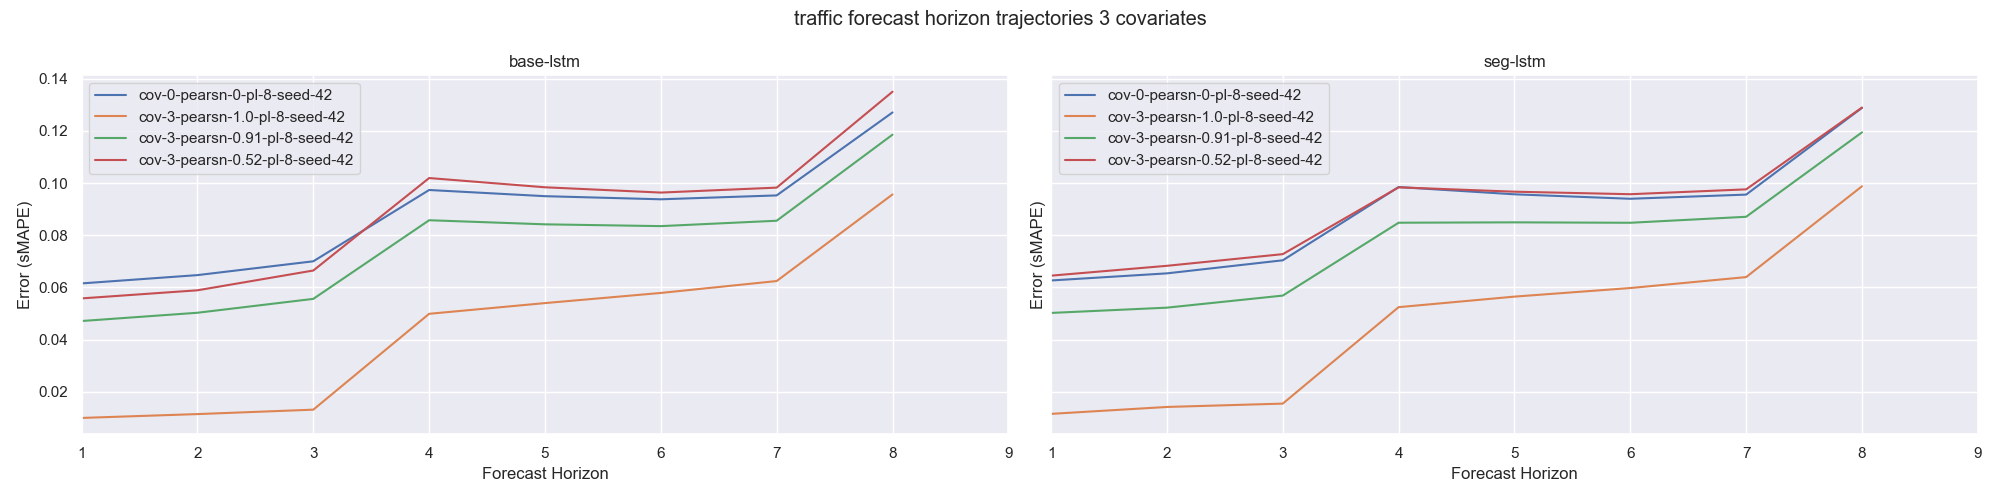 traffic forecast horizon trajectories 3 covariates
base-lstm
cov-0-pearsn-0-pl-8-seed-42
cov-3-pearsn-1.0-pl-8-seed-42
cov-3-pearsn-0.91-pl-8-seed-42
cov-3-pearsn-0.52-pl-8-seed-42
Error (sMAPE)
0.14
0.12
0.10
0.08
0.06
0.04
0.02
1 2 3 4 5 6 7 8 9
Forecast Horizon
seg-lstm
cov-0-pearsn-0-pl-8-seed-42
cov-3-pearsn-1.0-pl-8-seed-42
cov-3-pearsn-0.91-pl-8-seed-42
cov-3-pearsn-0.52-pl-8-seed-42
Error (sMAPE)
1 2 3 4 5 6 7 8 9
Forecast Horizon